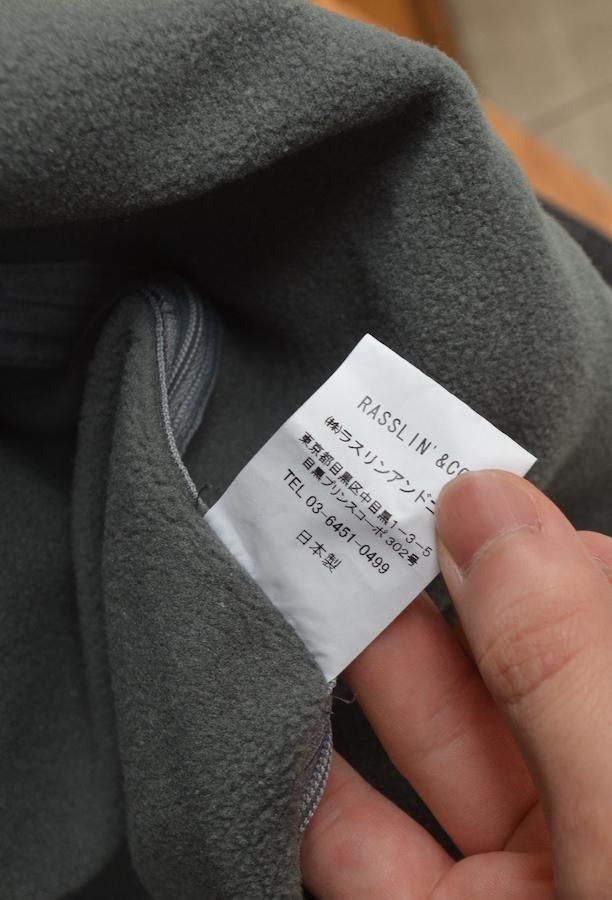 RASSLIN'&CO
㈱ラスリンアンドニ
東京都目黒区中目黒1-3-5
目黒プリンスコーポ 302号
TEL 03-6451-0499
日本製